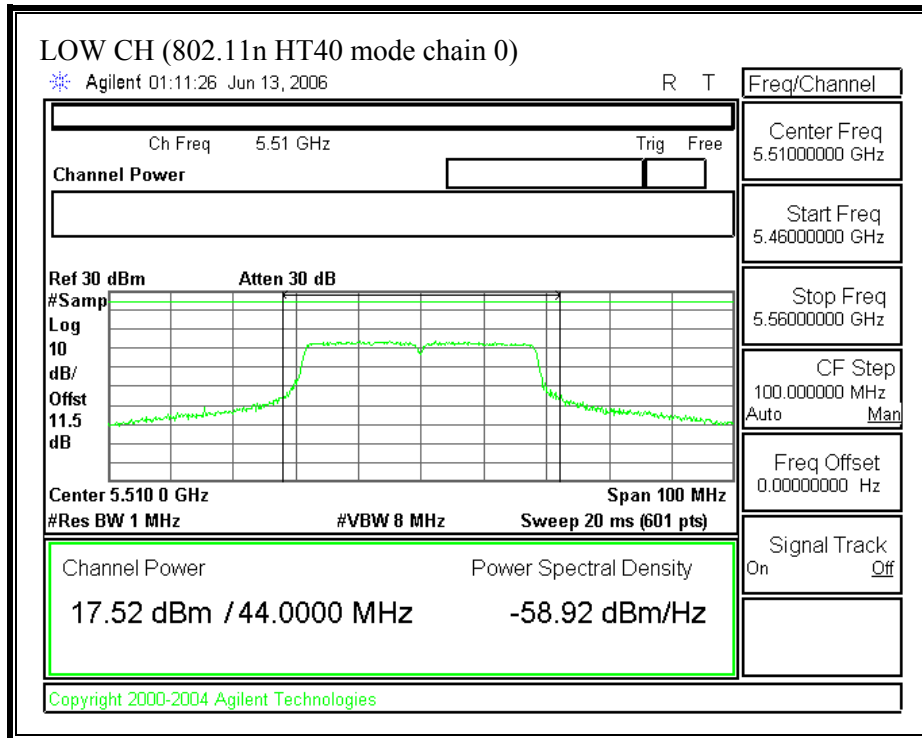 LOW CH (802.11n HT40 mode chain 0)
Agilent 01:11:26 Jun 13, 2006 R T
Freq/Channel
Ch Freq 5.51 GHz Trig Free
Channel Power
Center Freq
5.51000000 GHz
Start Freq
5.46000000 GHz
Stop Freq
5.56000000 GHz
CF Step
100.000000 MHz
Auto Man
Freq Offset
0.00000000 Hz
Signal Track
On Off
Ref 30 dBm Atten 30 dB
#Samp
Log
10
dB/
Offst
11.5
dB
Center 5.510 0 GHz Span 100 MHz
#Res BW 1 MHz #VBW 8 MHz Sweep 20 ms (601 pts)
Channel Power Power Spectral Density
17.52 dBm / 44.0000 MHz -58.92 dBm/Hz
Copyright 2000-2004 Agilent Technologies